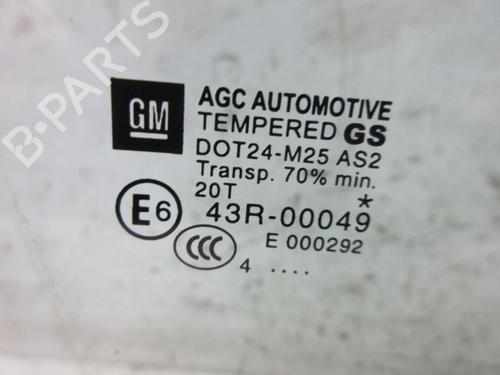 B-PARTS
GM
AGC AUTOMOTIVE
TEMPERED GS
DOT24-M25 AS2
Transp. 70% min.
20T *
E6 43R-00049
CCC E 000292
4 ....